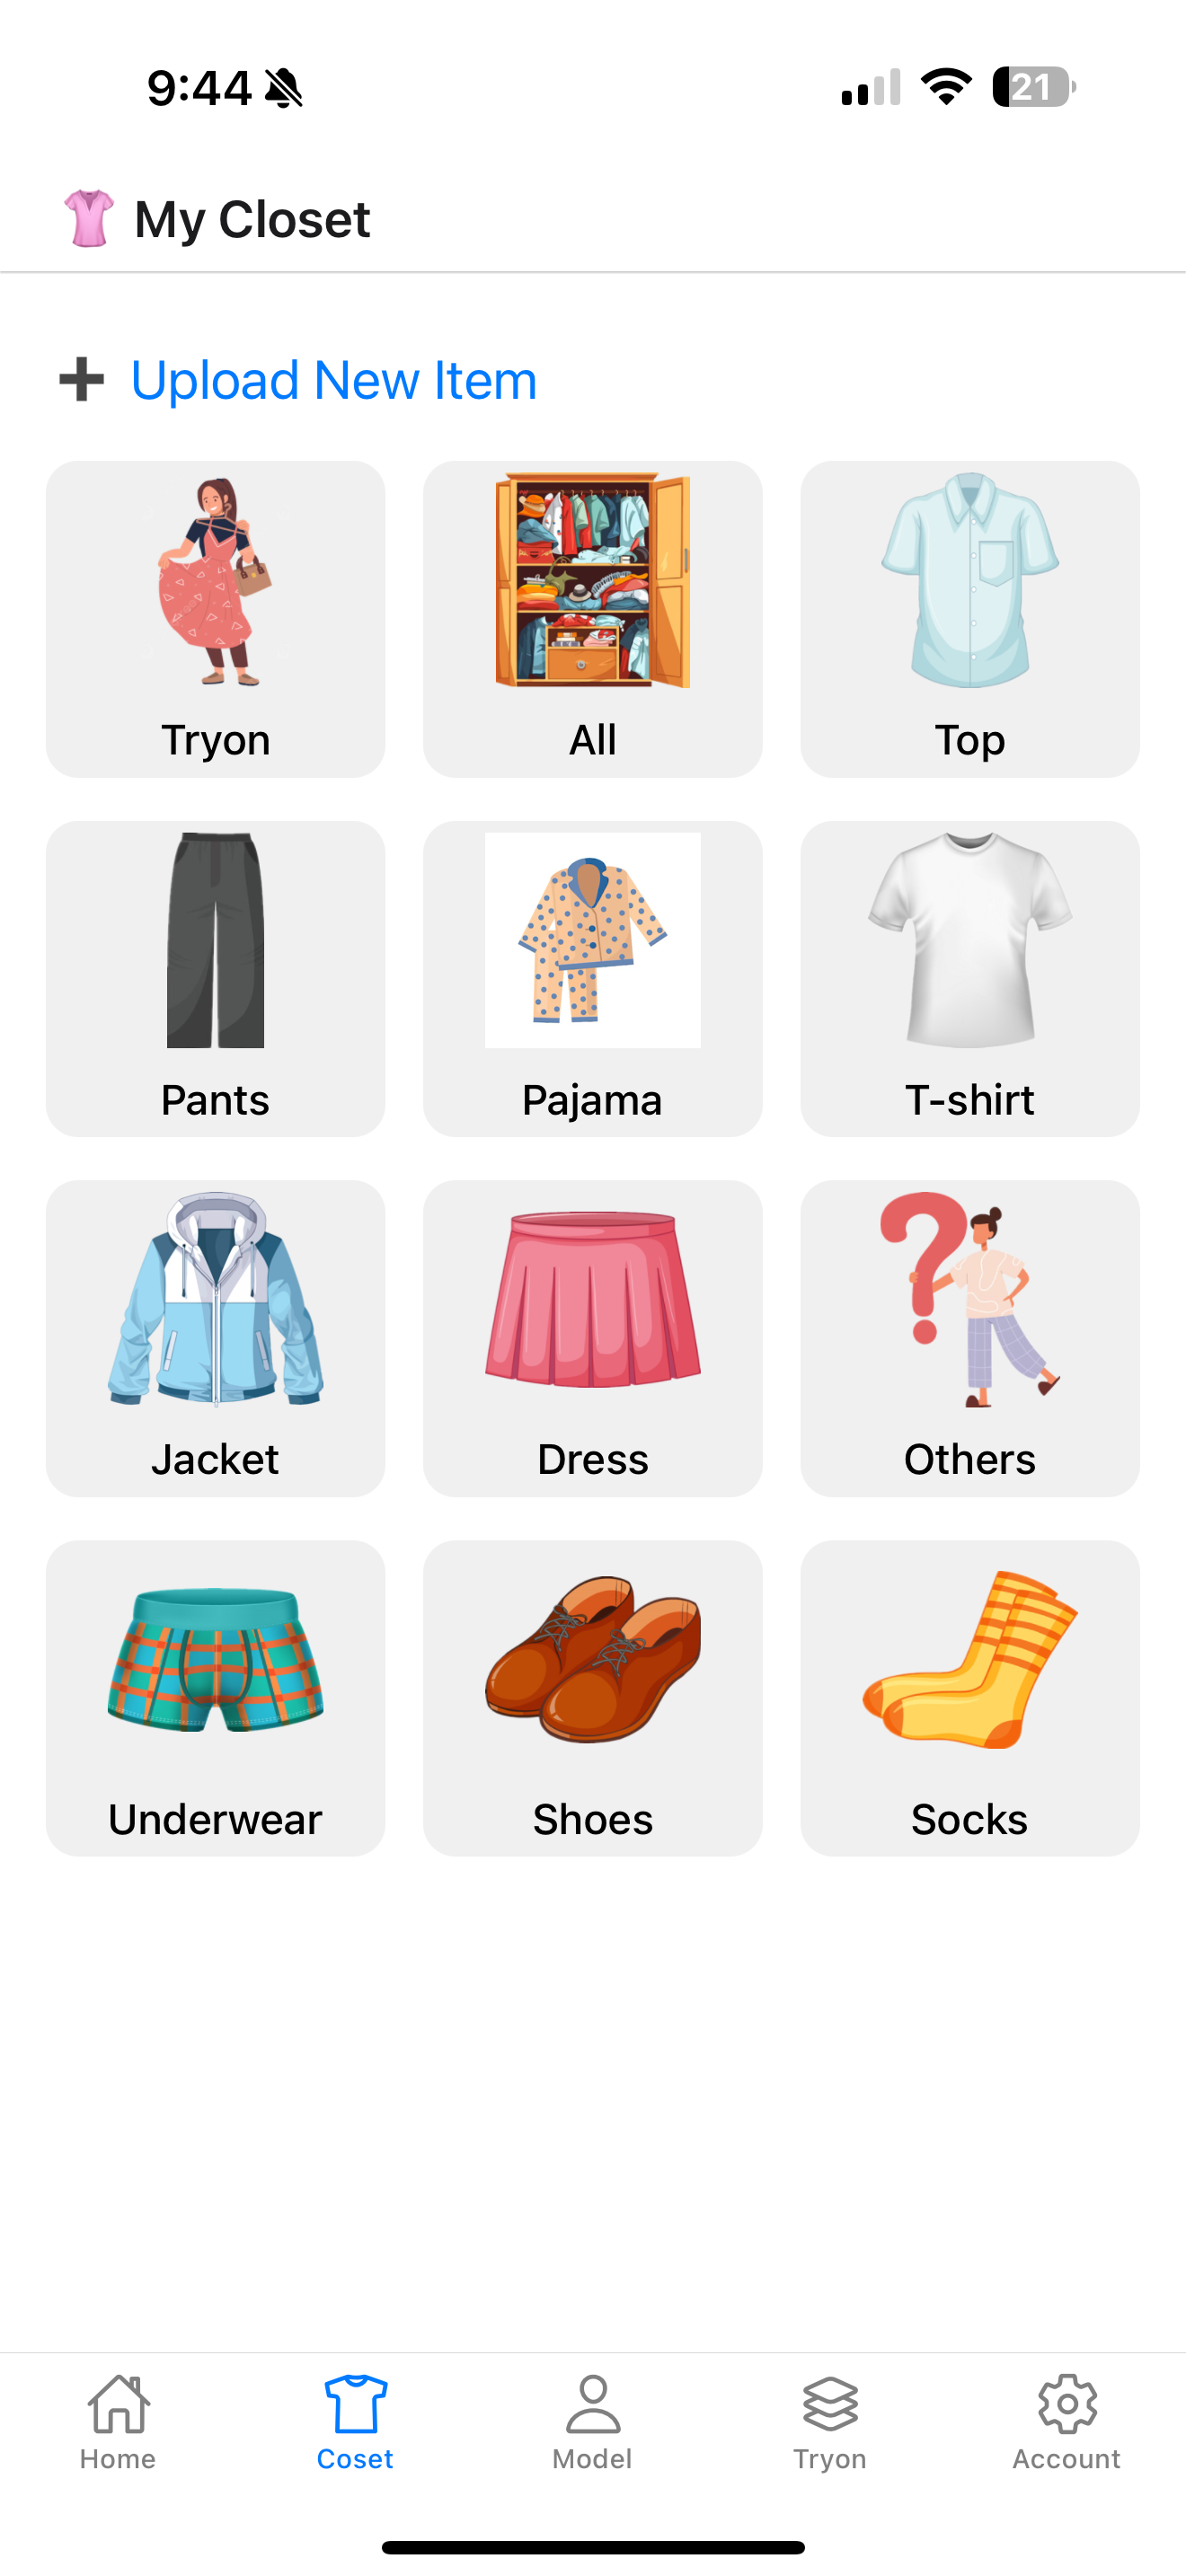 9:44
21
My Closet
Upload New Item
Tryon
All
Top
Pants
Pajama
T-shirt
Jacket
Dress
Others
Underwear
Shoes
Socks
Home
Coset
Model
Tryon
Account